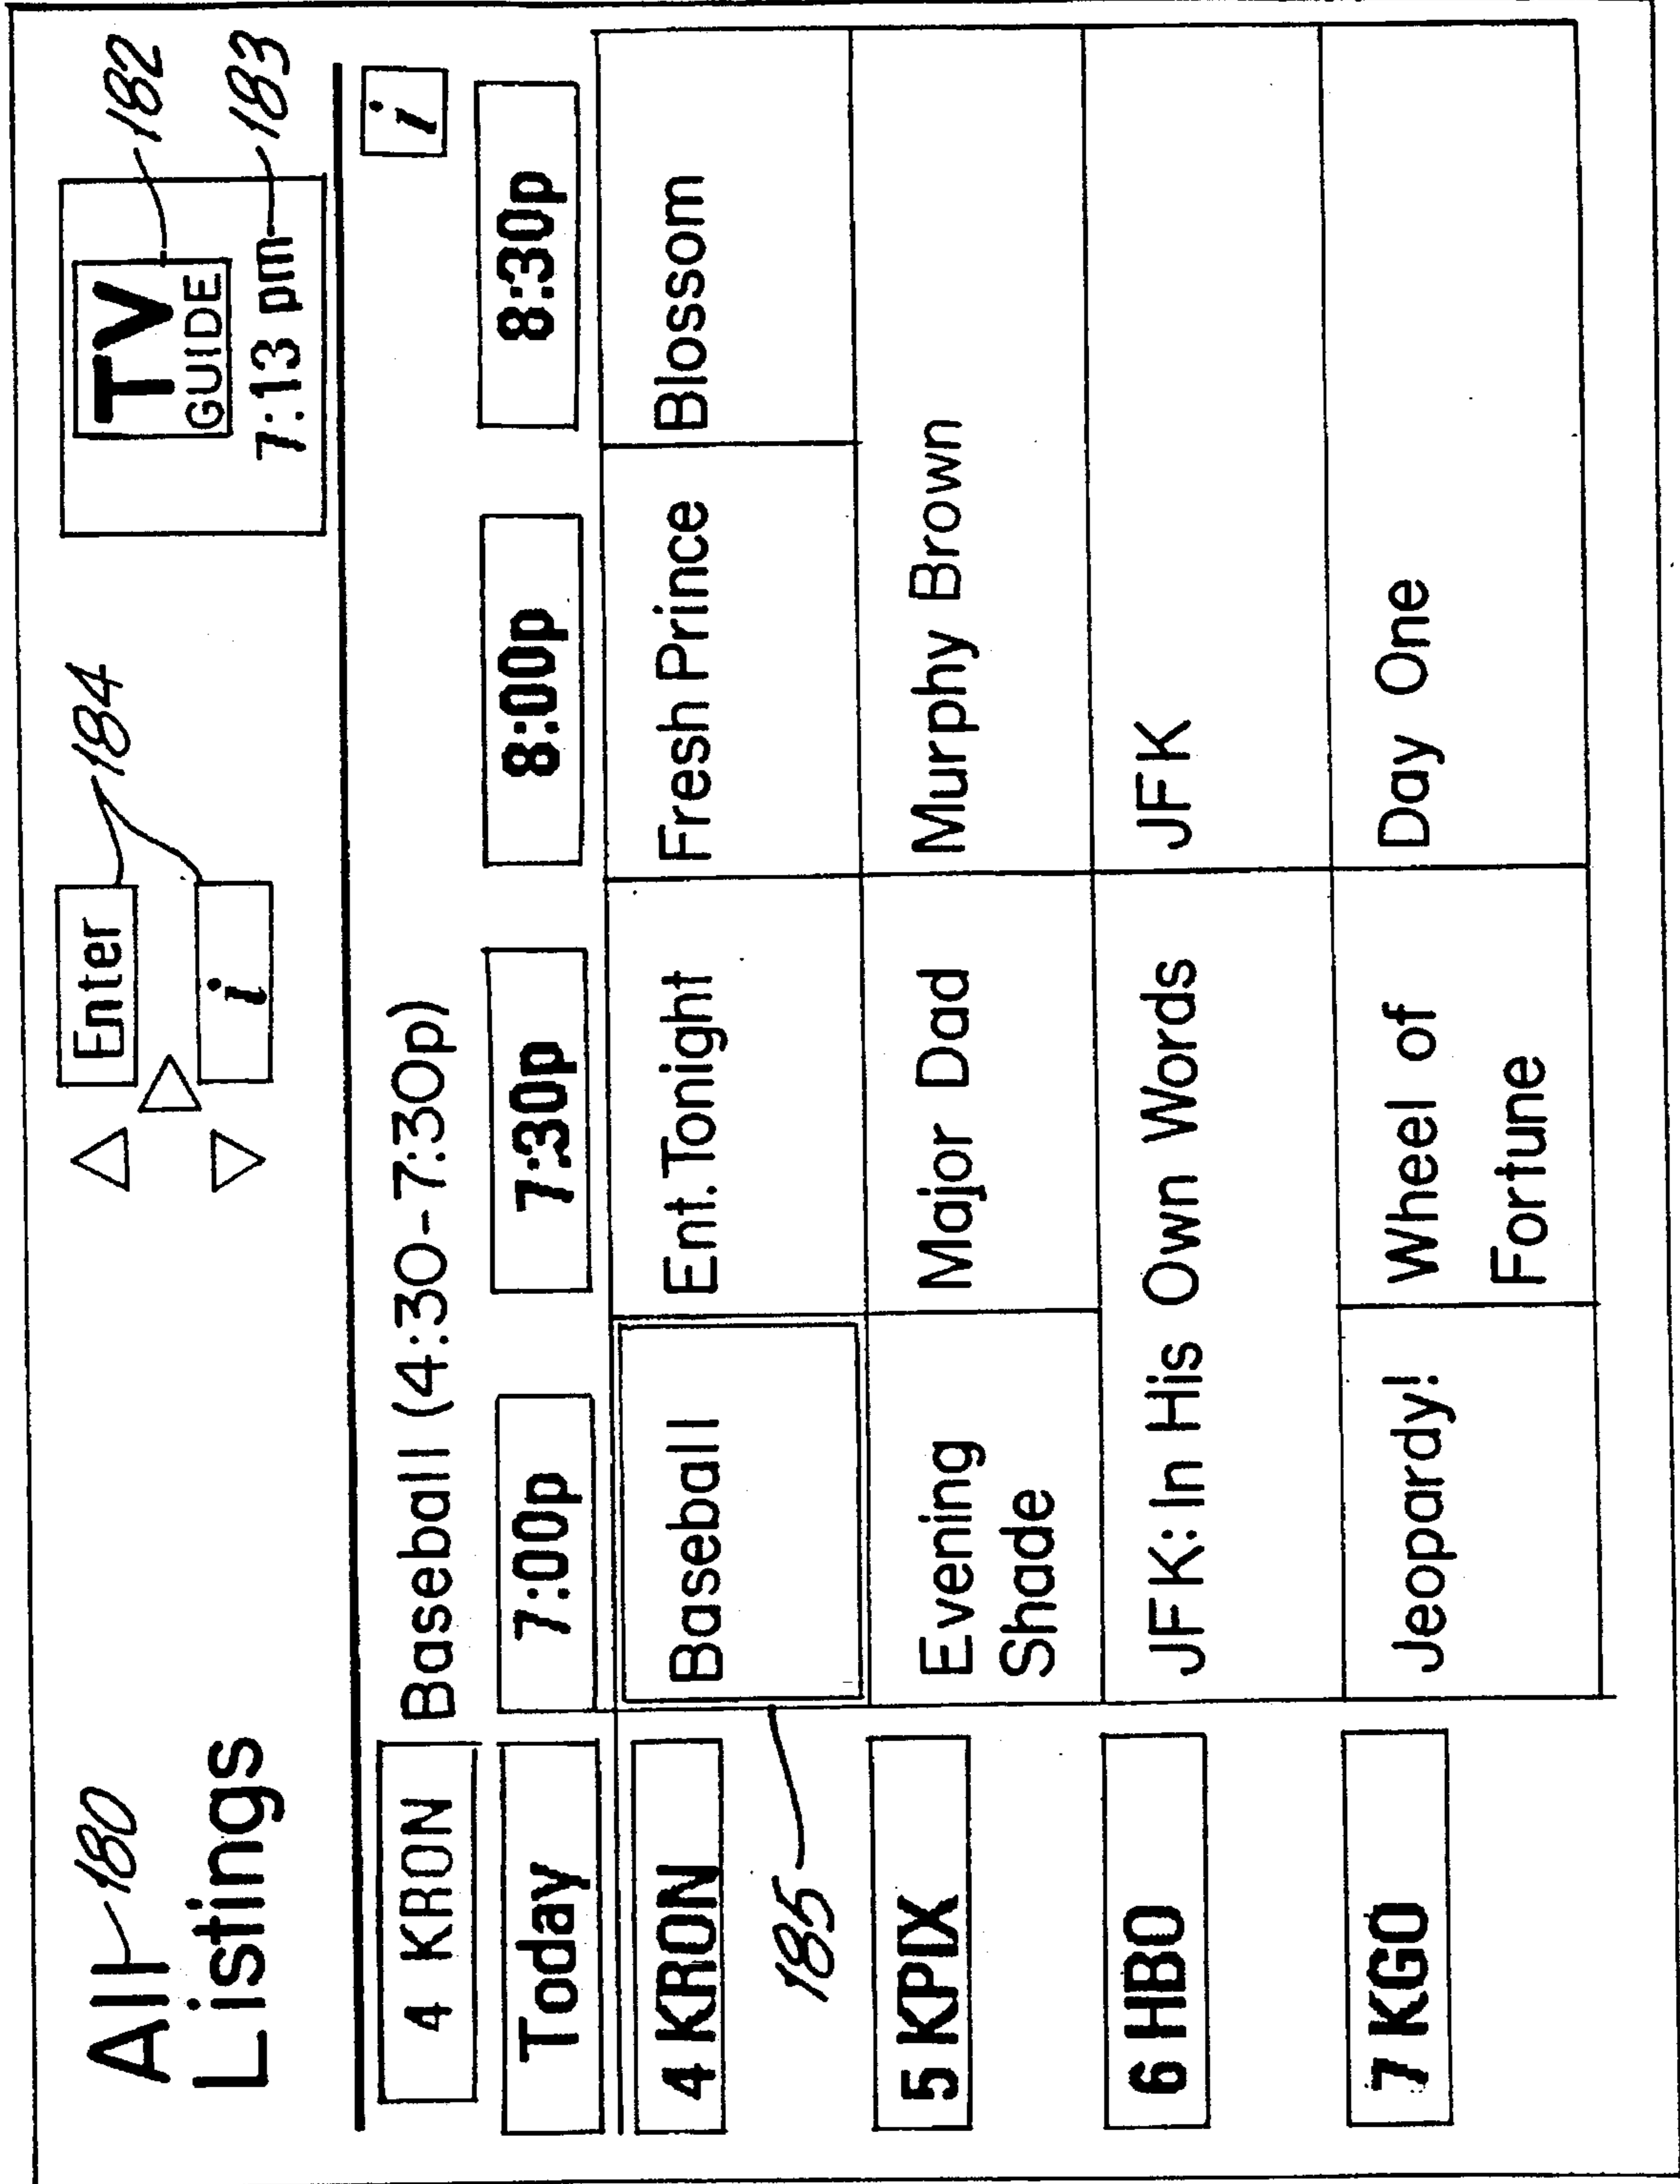 All 180
Listings
Enter
i
184
TV
GUIDE
7:13 pm
182
183
4 KRON Baseball (4:30-7:30p) i
Today 7:00p 7:30p 8:00p 8:30p
4 KRON Baseball Ent. Tonight Fresh Prince Blossom
185
5 KPIX Evening Major Dad Murphy Brown
Shade
6 HBO JFK: In His Own Words JFK
7 KGO Jeopardy! Wheel of Day One
Fortune